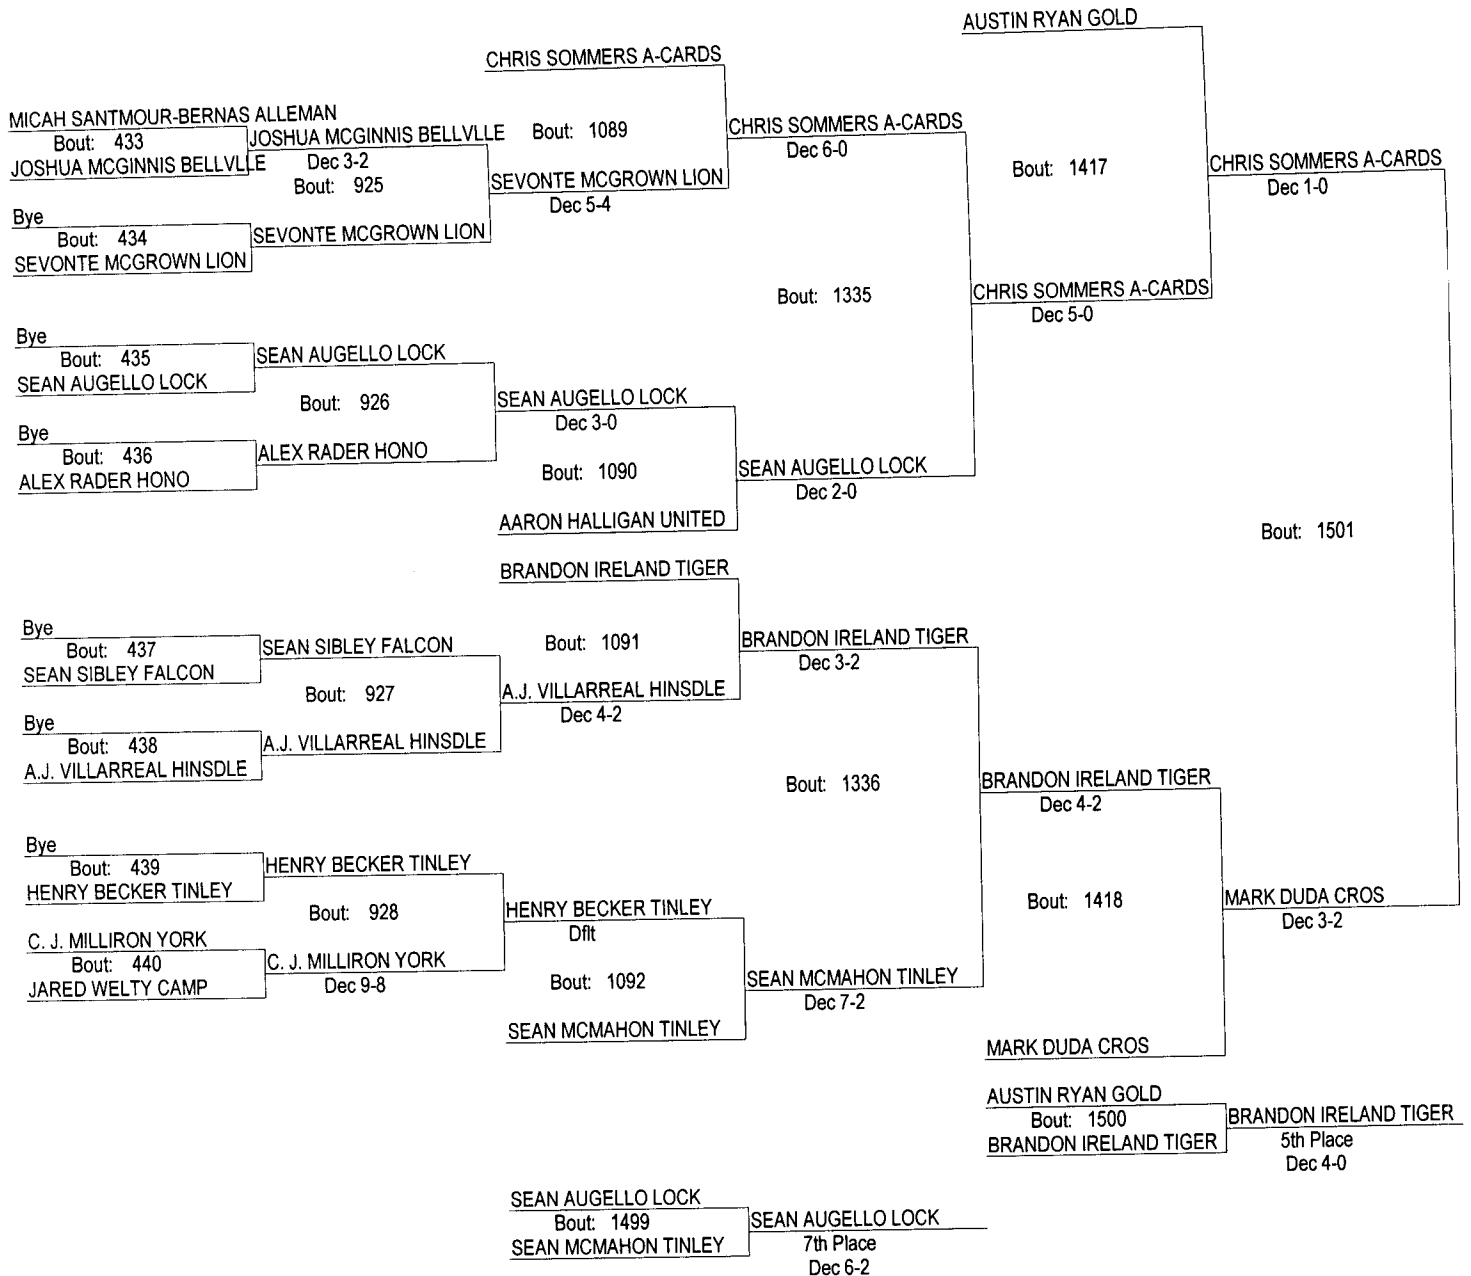 AUSTIN RYAN GOLD
CHRIS SOMMERS A-CARDS
MICAH SANTMOUR-BERNAS ALLEMAN
Bout: 433
JOSHUA MCGINNIS BELLVLLE
JOSHUA MCGINNIS BELLVLLE
Dec 3-2
Bout: 925
Bout: 1089
CHRIS SOMMERS A-CARDS
Dec 6-0
Bout: 1417
CHRIS SOMMERS A-CARDS
Dec 1-0
SEVONTE MCGROWN LION
Dec 5-4
Bye
Bout: 434
SEVONTE MCGROWN LION
SEVONTE MCGROWN LION
Bout: 1335
CHRIS SOMMERS A-CARDS
Dec 5-0
Bye
Bout: 435
SEAN AUGELLO LOCK
SEAN AUGELLO LOCK
Bout: 926
SEAN AUGELLO LOCK
Dec 3-0
Bye
Bout: 436
ALEX RADER HONO
ALEX RADER HONO
Bout: 1090
SEAN AUGELLO LOCK
Dec 2-0
AARON HALLIGAN UNITED
Bout: 1501
BRANDON IRELAND TIGER
Bye
Bout: 437
SEAN SIBLEY FALCON
SEAN SIBLEY FALCON
Bout: 1091
BRANDON IRELAND TIGER
Dec 3-2
Bout: 927
A.J. VILLARREAL HINSDLE
Dec 4-2
Bye
Bout: 438
A.J. VILLARREAL HINSDLE
A.J. VILLARREAL HINSDLE
Bout: 1336
BRANDON IRELAND TIGER
Dec 4-2
Bye
Bout: 439
HENRY BECKER TINLEY
HENRY BECKER TINLEY
Bout: 928
HENRY BECKER TINLEY
Dflt
Bout: 1418
MARK DUDA CROS
Dec 3-2
C. J. MILLIRON YORK
Bout: 440
JARED WELTY CAMP
C. J. MILLIRON YORK
Dec 9-8
Bout: 1092
SEAN MCMAHON TINLEY
Dec 7-2
SEAN MCMAHON TINLEY
MARK DUDA CROS
AUSTIN RYAN GOLD
Bout: 1500
BRANDON IRELAND TIGER
BRANDON IRELAND TIGER
5th Place
Dec 4-0
SEAN AUGELLO LOCK
Bout: 1499
SEAN MCMAHON TINLEY
SEAN AUGELLO LOCK
7th Place
Dec 6-2